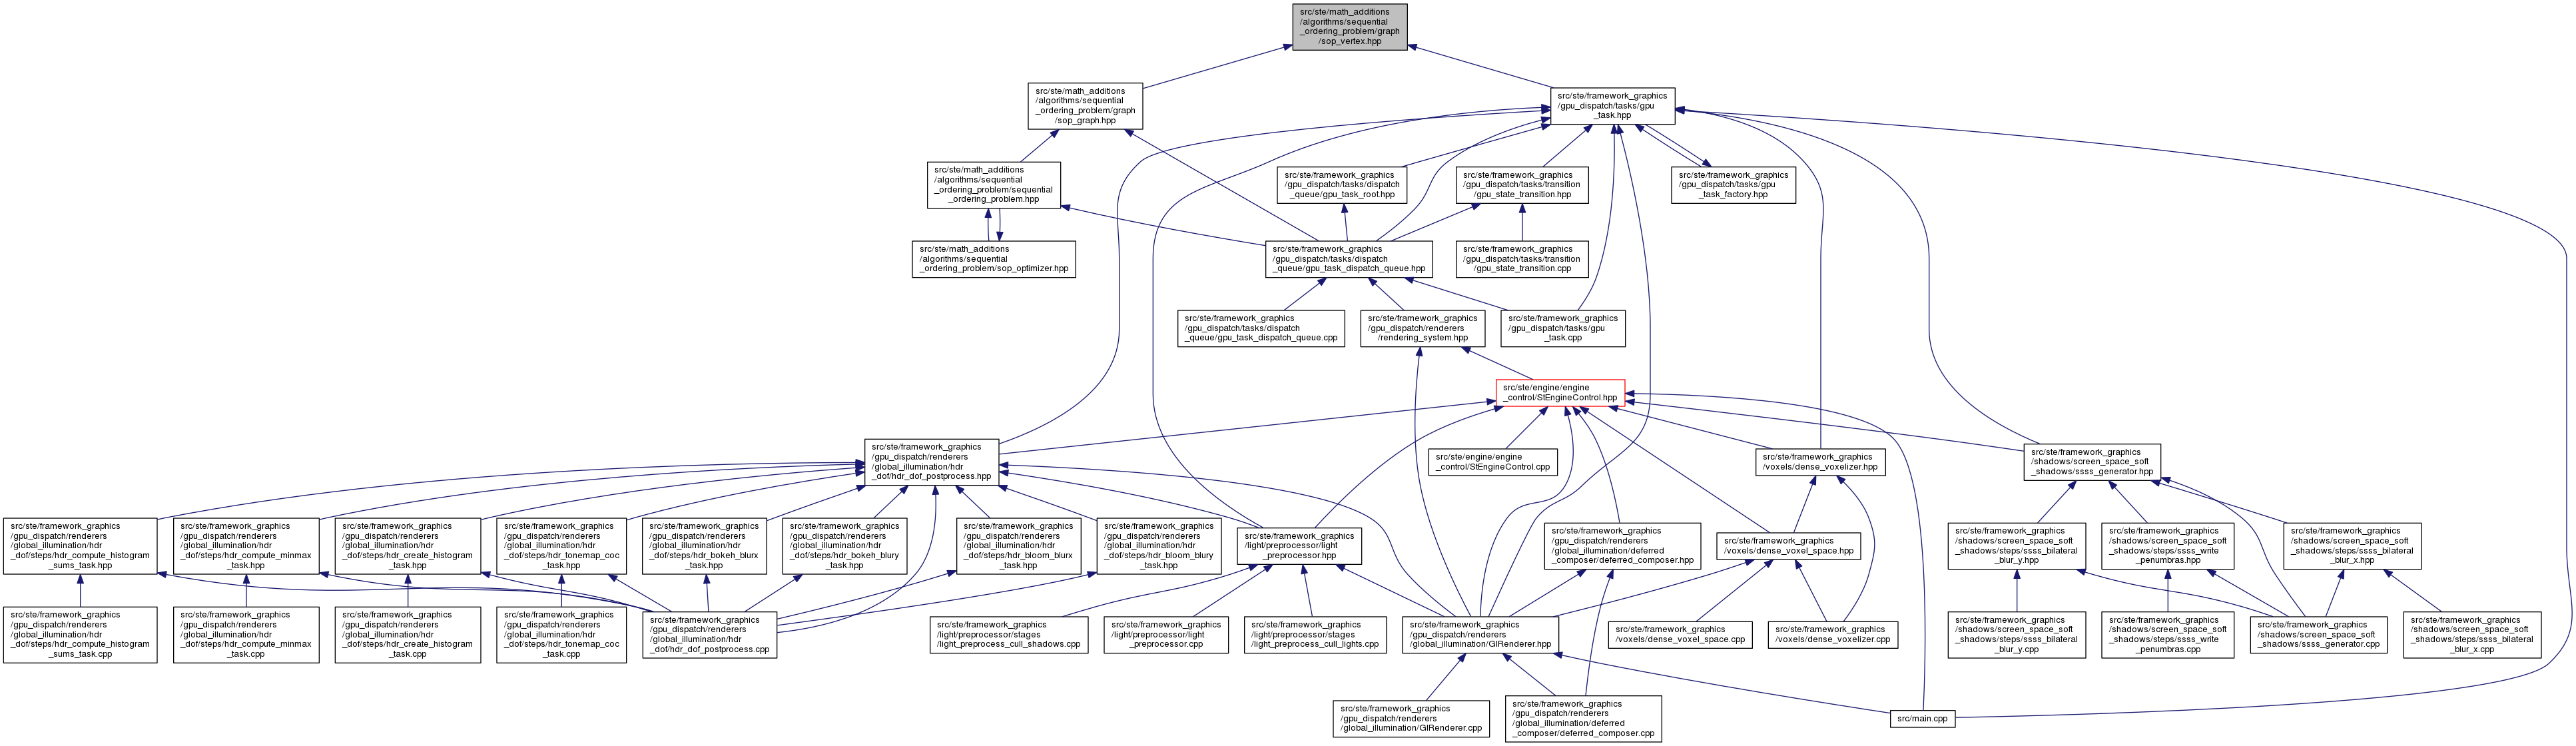 src/ste/math_additions
/algorithms/sequential
_ordering_problem/graph
/sop_vertex.hpp
src/ste/math_additions
/algorithms/sequential
_ordering_problem/graph
/sop_graph.hpp
src/ste/framework_graphics
/gpu_dispatch/tasks/gpu
_task.hpp
src/ste/math_additions
/algorithms/sequential
_ordering_problem/sequential
_ordering_problem.hpp
src/ste/framework_graphics
/gpu_dispatch/tasks/dispatch
_queue/gpu_task_root.hpp
src/ste/framework_graphics
/gpu_dispatch/tasks/transition
/gpu_state_transition.hpp
src/ste/framework_graphics
/gpu_dispatch/tasks/gpu
_task_factory.hpp
src/ste/math_additions
/algorithms/sequential
_ordering_problem/sop_optimizer.hpp
src/ste/framework_graphics
/gpu_dispatch/tasks/dispatch
_queue/gpu_task_dispatch_queue.hpp
src/ste/framework_graphics
/gpu_dispatch/tasks/transition
/gpu_state_transition.cpp
src/ste/framework_graphics
/gpu_dispatch/tasks/dispatch
_queue/gpu_task_dispatch_queue.cpp
src/ste/framework_graphics
/gpu_dispatch/renderers
/rendering_system.hpp
src/ste/framework_graphics
/gpu_dispatch/tasks/gpu
_task.cpp
src/ste/engine/engine
_control/StEngineControl.hpp
src/ste/framework_graphics
/gpu_dispatch/renderers
/global_illumination/hdr
_dof/hdr_dof_postprocess.hpp
src/ste/engine/engine
_control/StEngineControl.cpp
src/ste/framework_graphics
/voxels/dense_voxelizer.hpp
src/ste/framework_graphics
/shadows/screen_space_soft
_shadows/ssss_generator.hpp
src/ste/framework_graphics
/gpu_dispatch/renderers
/global_illumination/hdr
_dof/steps/hdr_compute_histogram
_sums_task.hpp
src/ste/framework_graphics
/gpu_dispatch/renderers
/global_illumination/hdr
_dof/steps/hdr_compute_minmax
_task.hpp
src/ste/framework_graphics
/gpu_dispatch/renderers
/global_illumination/hdr
_dof/steps/hdr_create_histogram
_task.hpp
src/ste/framework_graphics
/gpu_dispatch/renderers
/global_illumination/hdr
_dof/steps/hdr_tonemap_coc
_task.hpp
src/ste/framework_graphics
/gpu_dispatch/renderers
/global_illumination/hdr
_dof/steps/hdr_bokeh_blurx
_task.hpp
src/ste/framework_graphics
/gpu_dispatch/renderers
/global_illumination/hdr
_dof/steps/hdr_bokeh_blury
_task.hpp
src/ste/framework_graphics
/gpu_dispatch/renderers
/global_illumination/hdr
_dof/steps/hdr_bloom_blurx
_task.hpp
src/ste/framework_graphics
/gpu_dispatch/renderers
/global_illumination/hdr
_dof/steps/hdr_bloom_blury
_task.hpp
src/ste/framework_graphics
/light/preprocessor/light
_preprocessor.hpp
src/ste/framework_graphics
/gpu_dispatch/renderers
/global_illumination/deferred
_composer/deferred_composer.hpp
src/ste/framework_graphics
/voxels/dense_voxel_space.hpp
src/ste/framework_graphics
/shadows/screen_space_soft
_shadows/steps/ssss_bilateral
_blur_y.hpp
src/ste/framework_graphics
/shadows/screen_space_soft
_shadows/steps/ssss_write
_penumbras.hpp
src/ste/framework_graphics
/shadows/screen_space_soft
_shadows/steps/ssss_bilateral
_blur_x.hpp
src/ste/framework_graphics
/gpu_dispatch/renderers
/global_illumination/hdr
_dof/steps/hdr_compute_histogram
_sums_task.cpp
src/ste/framework_graphics
/gpu_dispatch/renderers
/global_illumination/hdr
_dof/steps/hdr_compute_minmax
_task.cpp
src/ste/framework_graphics
/gpu_dispatch/renderers
/global_illumination/hdr
_dof/steps/hdr_create_histogram
_task.cpp
src/ste/framework_graphics
/gpu_dispatch/renderers
/global_illumination/hdr
_dof/steps/hdr_tonemap_coc
_task.cpp
src/ste/framework_graphics
/gpu_dispatch/renderers
/global_illumination/hdr
_dof/hdr_dof_postprocess.cpp
src/ste/framework_graphics
/light/preprocessor/stages
/light_preprocess_cull_shadows.cpp
src/ste/framework_graphics
/light/preprocessor/light
_preprocessor.cpp
src/ste/framework_graphics
/light/preprocessor/stages
/light_preprocess_cull_lights.cpp
src/ste/framework_graphics
/gpu_dispatch/renderers
/global_illumination/GIRenderer.hpp
src/ste/framework_graphics
/voxels/dense_voxel_space.cpp
src/ste/framework_graphics
/voxels/dense_voxelizer.cpp
src/ste/framework_graphics
/shadows/screen_space_soft
_shadows/steps/ssss_bilateral
_blur_y.cpp
src/ste/framework_graphics
/shadows/screen_space_soft
_shadows/steps/ssss_write
_penumbras.cpp
src/ste/framework_graphics
/shadows/screen_space_soft
_shadows/ssss_generator.cpp
src/ste/framework_graphics
/shadows/screen_space_soft
_shadows/steps/ssss_bilateral
_blur_x.cpp
src/ste/framework_graphics
/gpu_dispatch/renderers
/global_illumination/GIRenderer.cpp
src/ste/framework_graphics
/gpu_dispatch/renderers
/global_illumination/deferred
_composer/deferred_composer.cpp
src/main.cpp